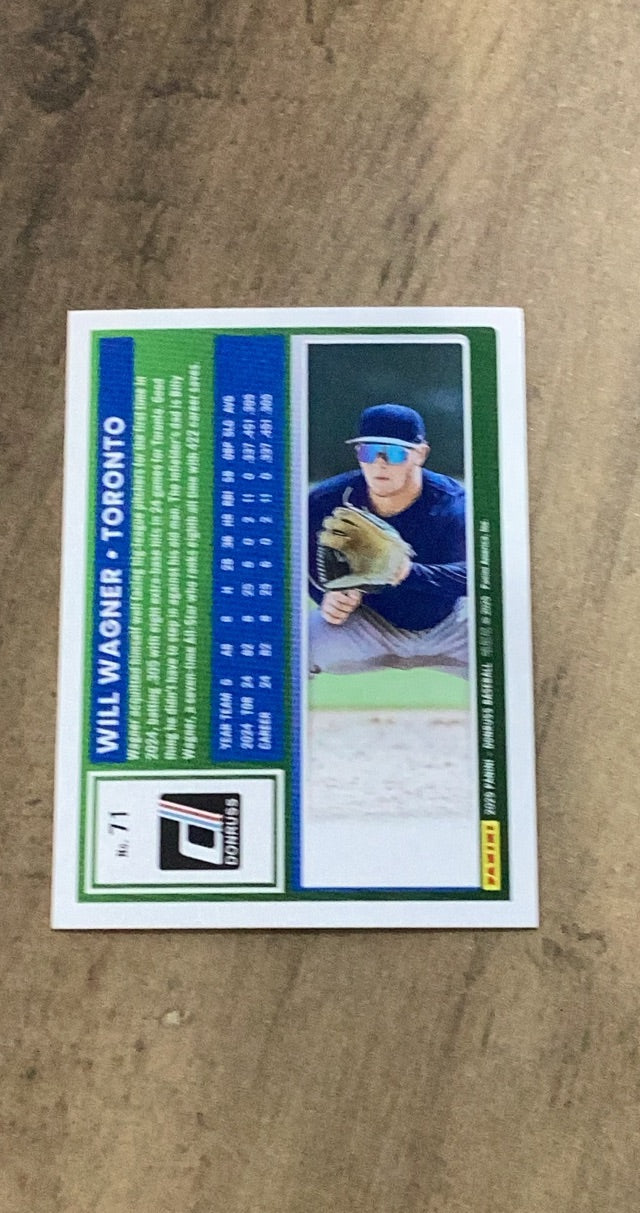 No. 71
DONRUSS
WILL WAGNER • TORONTO
Wagner acquitted himself well facing big-league pitchers for the first time in
2024, batting .305 with eight extra-base hits in 24 games for Toronto. Good
thing he didn't have to step in against his old man. The infielder's dad is Billy
Wagner, a seven-time All-Star who ranks eighth all time with 422 career saves.
YEAR TEAM G AB R H 2B 3B HR RBI SB OBP SLG AVG
2024 TOR 24 82 8 25 6 0 2 11 0 .337 .451 .305
CAREER 24 82 8 25 6 0 2 11 0 .337 .451 .305
PANINI
2025 PANINI - DONRUSS BASEBALL © 2025 Panini America, Inc.